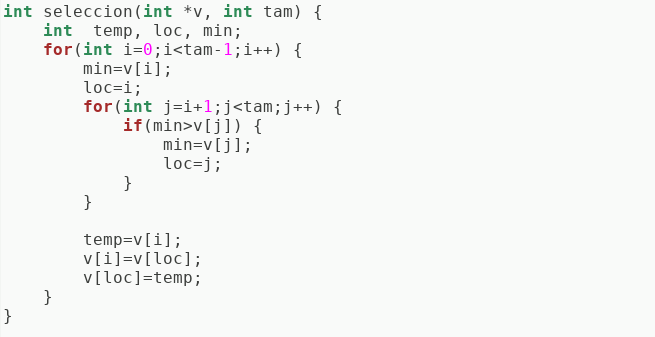 int seleccion(int *v, int tam) {
    int  temp, loc, min;
    for(int i=0;i<tam-1;i++) {
        min=v[i];
        loc=i;
        for(int j=i+1;j<tam;j++) {
            if(min>v[j]) {
                min=v[j];
                loc=j;
            }
        }

        temp=v[i];
        v[i]=v[loc];
        v[loc]=temp;
    }
}